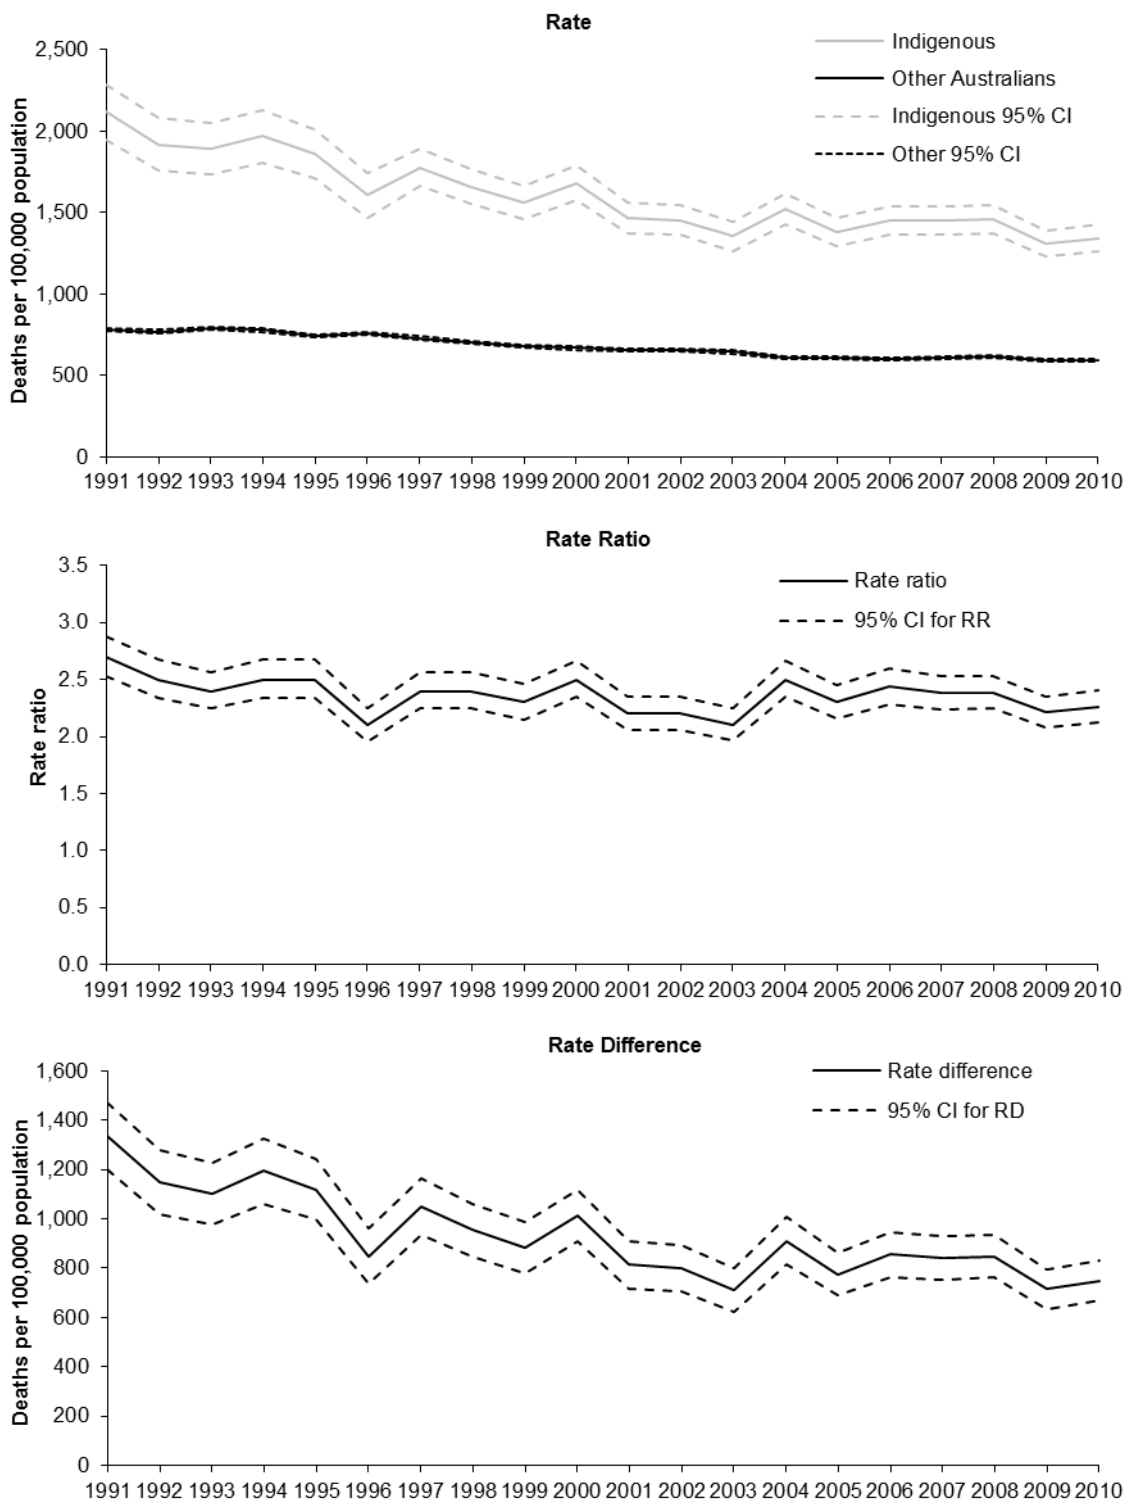 Rate
Indigenous
Other Australians
Indigenous 95% CI
Other 95% CI
Deaths per 100,000 population
2,500
2,000
1,500
1,000
500
0
1991 1992 1993 1994 1995 1996 1997 1998 1999 2000 2001 2002 2003 2004 2005 2006 2007 2008 2009 2010
Rate Ratio
Rate ratio
95% CI for RR
Rate ratio
3.5
3.0
2.5
2.0
1.5
1.0
0.5
0.0
1991 1992 1993 1994 1995 1996 1997 1998 1999 2000 2001 2002 2003 2004 2005 2006 2007 2008 2009 2010
Rate Difference
Rate difference
95% CI for RD
Deaths per 100,000 population
1,600
1,400
1,200
1,000
800
600
400
200
0
1991 1992 1993 1994 1995 1996 1997 1998 1999 2000 2001 2002 2003 2004 2005 2006 2007 2008 2009 2010